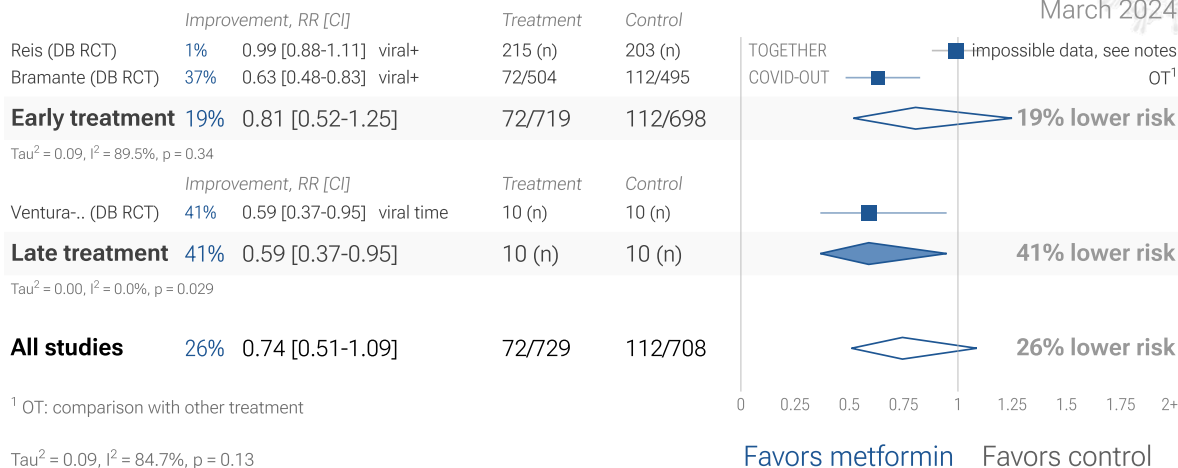 March 2024
Improvement, RR [CI] Treatment Control
Reis (DB RCT) 1% 0.99 [0.88-1.11] viral+ 215 (n) 203 (n) TOGETHER impossible data, see notes
Bramante (DB RCT) 37% 0.63 [0.48-0.83] viral+ 72/504 112/495 COVID-OUT OT¹
Early treatment 19% 0.81 [0.52-1.25] 72/719 112/698 19% lower risk
Tau² = 0.09, I² = 89.5%, p = 0.34
Improvement, RR [CI] Treatment Control
Ventura-.. (DB RCT) 41% 0.59 [0.37-0.95] viral time 10 (n) 10 (n)
Late treatment 41% 0.59 [0.37-0.95] 10 (n) 10 (n) 41% lower risk
Tau² = 0.00, I² = 0.0%, p = 0.029
All studies 26% 0.74 [0.51-1.09] 72/729 112/708 26% lower risk
0 0.25 0.5 0.75 1 1.25 1.5 1.75 2+
¹ OT: comparison with other treatment
Tau² = 0.09, I² = 84.7%, p = 0.13 Favors metformin Favors control